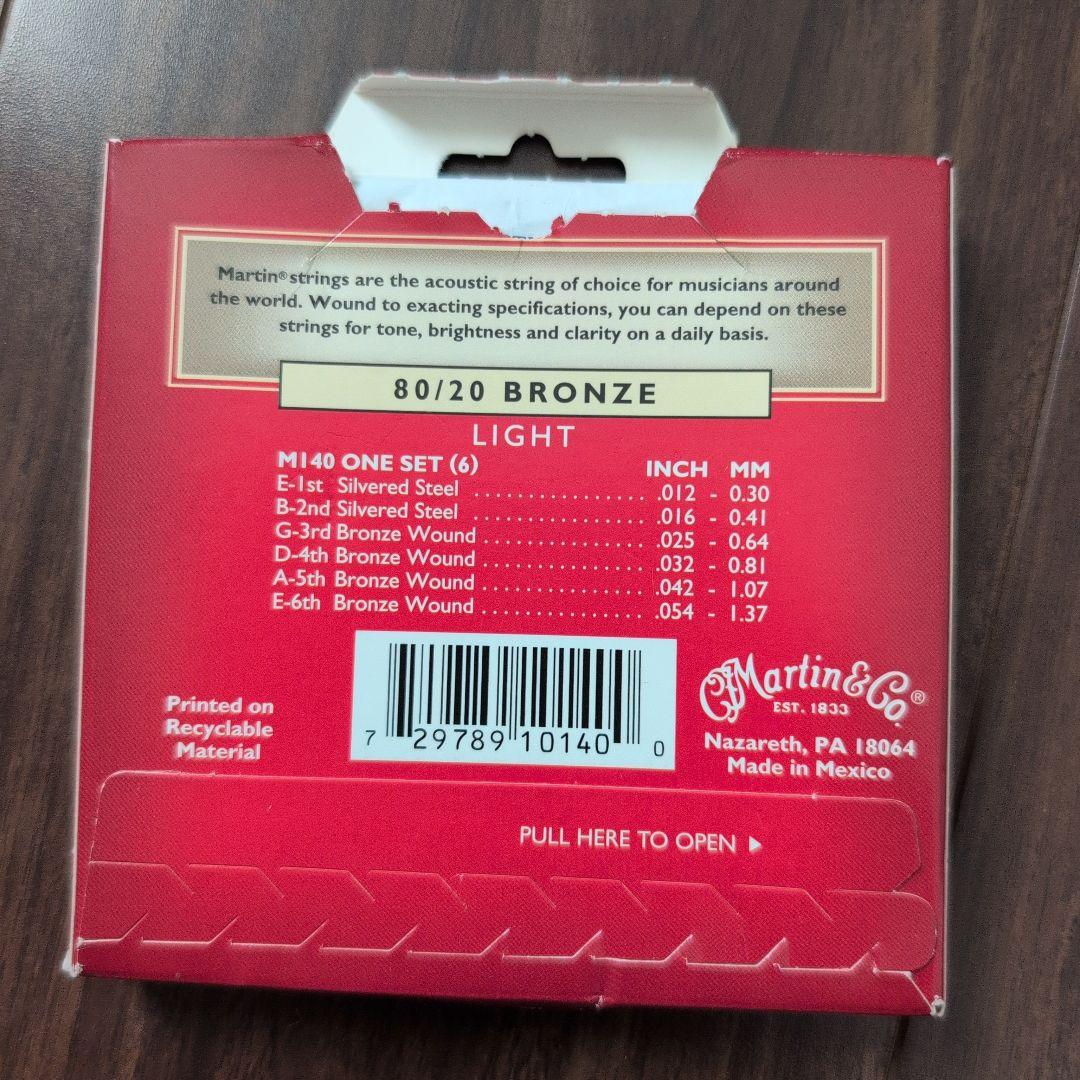 Martin® strings are the acoustic string of choice for musicians around
the world. Wound to exacting specifications, you can depend on these
strings for tone, brightness and clarity on a daily basis.
80/20 BRONZE
LIGHT
M140 ONE SET (6) INCH MM
E-1st Silvered Steel ................ .012 - 0.30
B-2nd Silvered Steel ................ .016 - 0.41
G-3rd Bronze Wound ............... .025 - 0.64
D-4th Bronze Wound ............... .032 - 0.81
A-5th Bronze Wound ............... .042 - 1.07
E-6th Bronze Wound ............... .054 - 1.37
7 29789 10140 0
Printed on
Recyclable
Material
CF Martin & Co.®
EST. 1833
Nazareth, PA 18064
Made in Mexico
PULL HERE TO OPEN ►